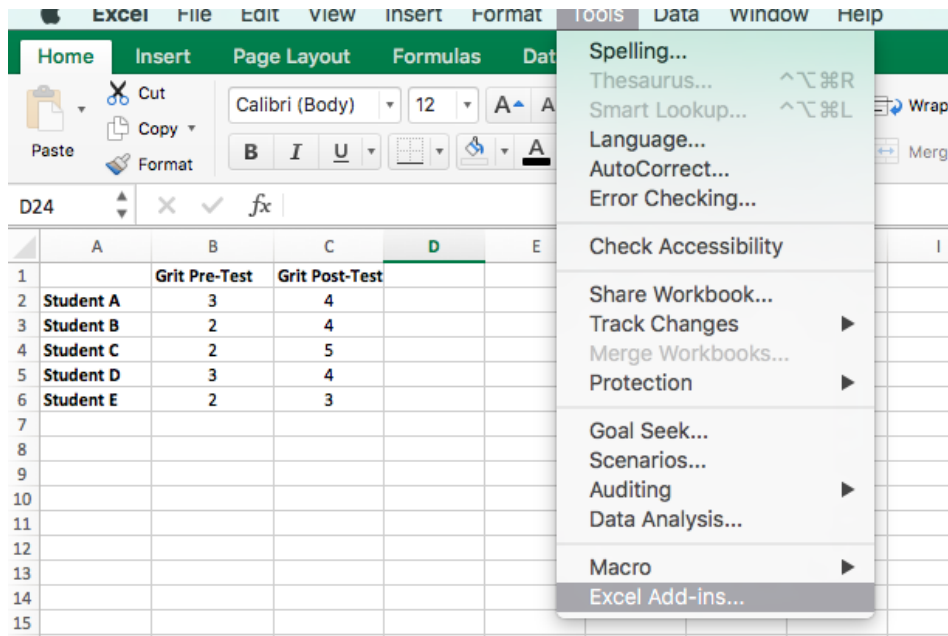 Excel File Edit View Insert Format Tools Data Window Help
Home Insert Page Layout Formulas Dat
Paste
Cut
Copy
Format
Calibri (Body) 12 A A
B I U A
Wrap
Merg
Spelling...
Thesaurus... ^⌥⌘R
Smart Lookup... ^⌥⌘L
Language...
AutoCorrect...
Error Checking...
Check Accessibility
Share Workbook...
Track Changes
Merge Workbooks...
Protection
Goal Seek...
Scenarios...
Auditing
Data Analysis...
Macro
Excel Add-ins...
D24 fx
A B C D E I
1 Grit Pre-Test Grit Post-Test
2 Student A 3 4
3 Student B 2 4
4 Student C 2 5
5 Student D 3 4
6 Student E 2 3
7
8
9
10
11
12
13
14
15